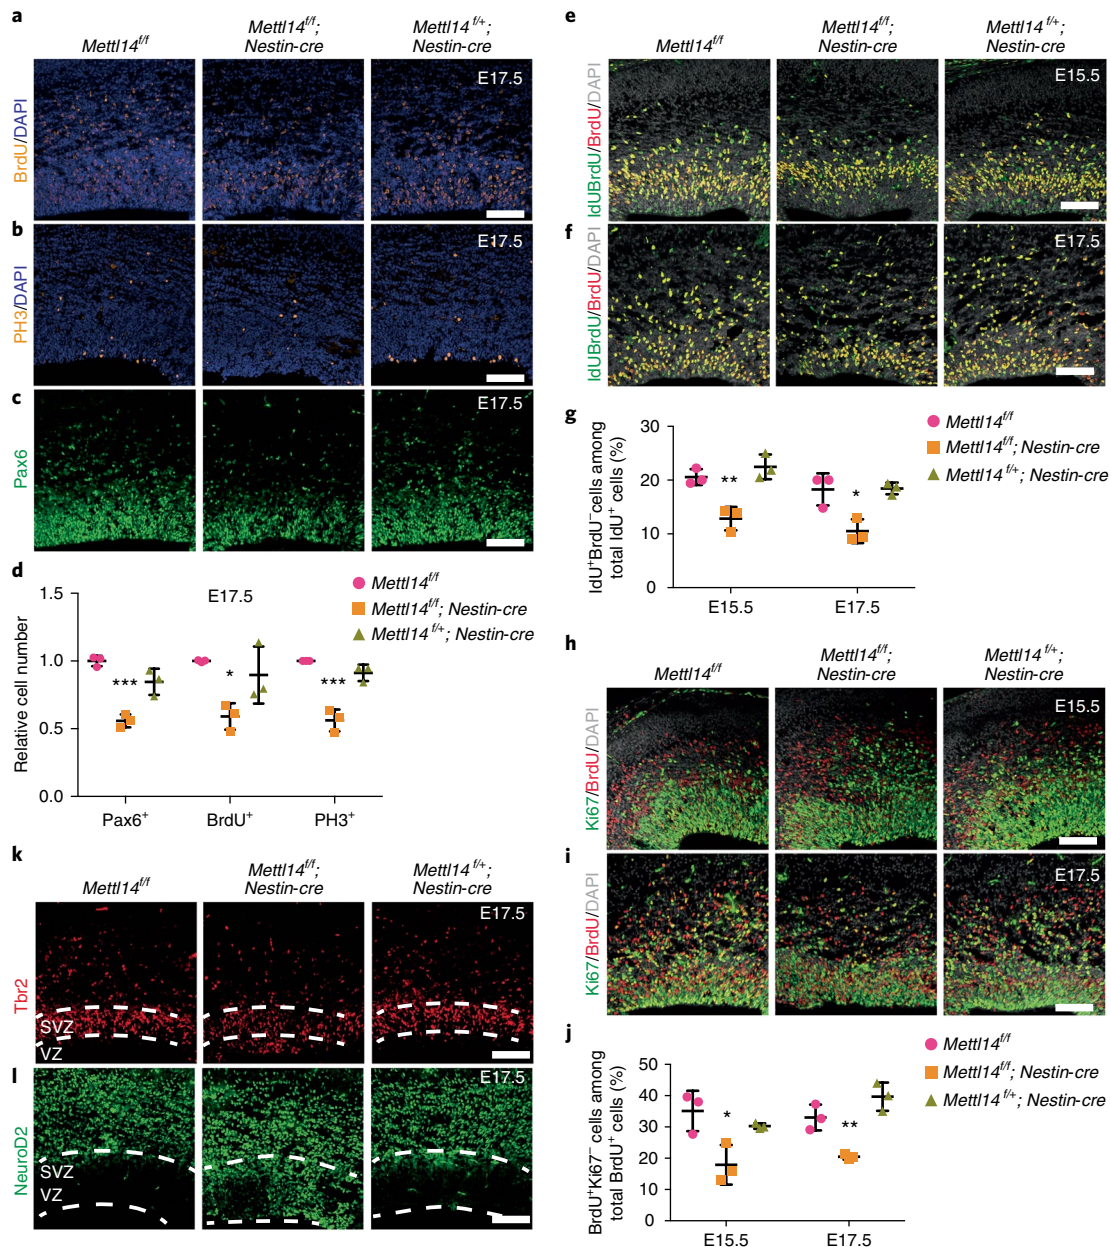 a
Mettl14f/f
Mettl14f/f;
Nestin-cre
Mettl14f/+;
Nestin-cre
BrdU/DAPI
E17.5
b
PH3/DAPI
E17.5
c
Pax6
E17.5
d
E17.5
Mettl14f/f
Mettl14f/f; Nestin-cre
Mettl14f/+; Nestin-cre
Relative cell number
1.5
1.0
0.5
0.0
***
*
***
Pax6+
BrdU+
PH3+
e
Mettl14f/f
Mettl14f/f;
Nestin-cre
Mettl14f/+;
Nestin-cre
IdUBrdU/BrdU/DAPI
E15.5
f
IdUBrdU/BrdU/DAPI
E17.5
g
Mettl14f/f
Mettl14f/f; Nestin-cre
Mettl14f/+; Nestin-cre
IdU+BrdU− cells among
total IdU+ cells (%)
30
20
10
0
**
*
E15.5
E17.5
h
Mettl14f/f
Mettl14f/f;
Nestin-cre
Mettl14f/+;
Nestin-cre
Ki67/BrdU/DAPI
E15.5
i
Ki67/BrdU/DAPI
E17.5
j
Mettl14f/f
Mettl14f/f; Nestin-cre
Mettl14f/+; Nestin-cre
BrdU+Ki67− cells among
total BrdU+ cells (%)
50
40
30
20
10
0
*
**
E15.5
E17.5
k
Mettl14f/f
Mettl14f/f;
Nestin-cre
Mettl14f/+;
Nestin-cre
Tbr2
E17.5
SVZ
VZ
l
NeuroD2
E17.5
SVZ
VZ